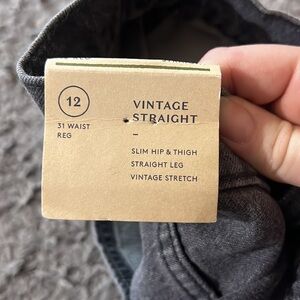 12
31 WAIST
REG
VINTAGE
STRAIGHT
–
SLIM HIP & THIGH
STRAIGHT LEG
VINTAGE STRETCH